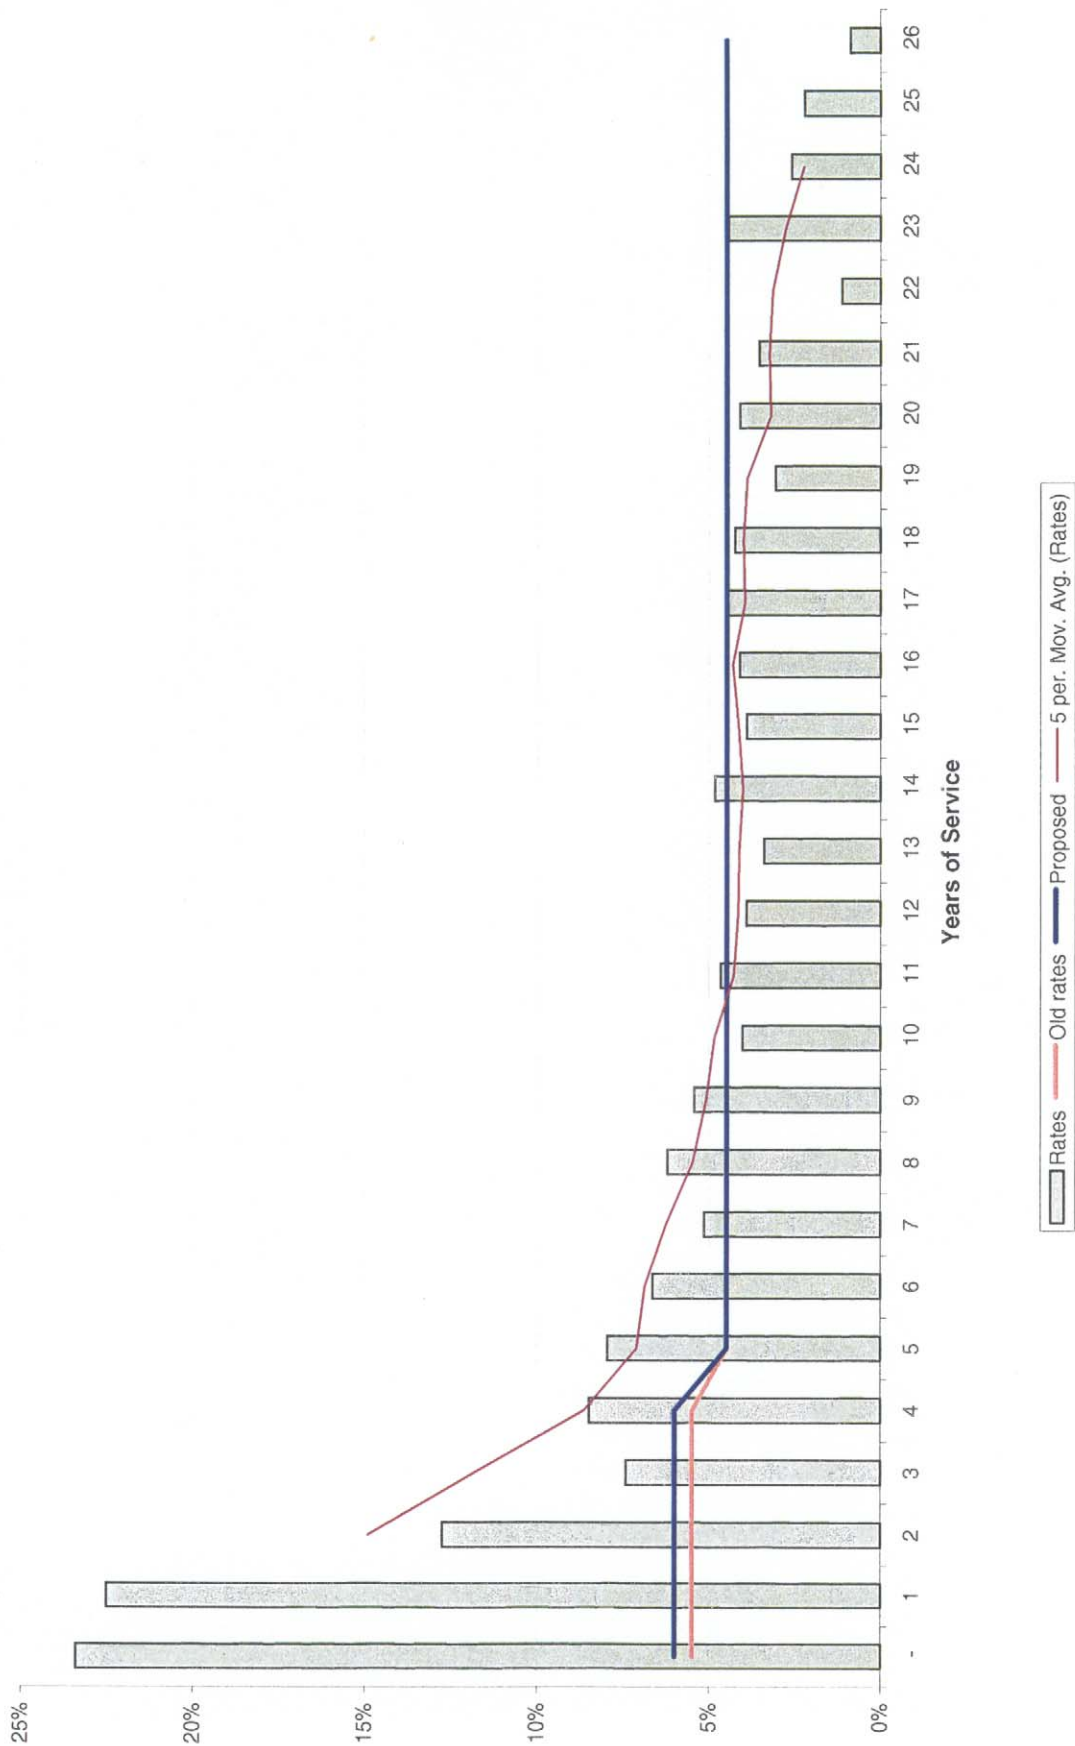 25%
20%
15%
10%
5%
0%
- 1 2 3 4 5 6 7 8 9 10 11 12 13 14 15 16 17 18 19 20 21 22 23 24 25 26
Years of Service
Rates Old rates Proposed 5 per. Mov. Avg. (Rates)